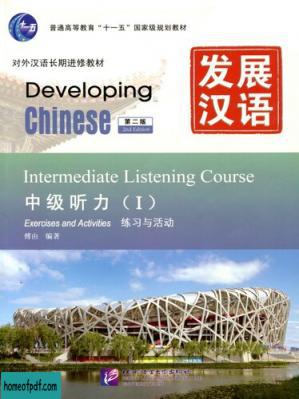 十一五
普通高等教育“十一五”国家级规划教材
对外汉语长期进修教材
发展
汉语
Developing
Chinese 第二版
2nd Edition
Intermediate Listening Course
中级听力（Ⅰ）
Exercises and Activities 练习与活动
傅由 编著
homeofpdf.com